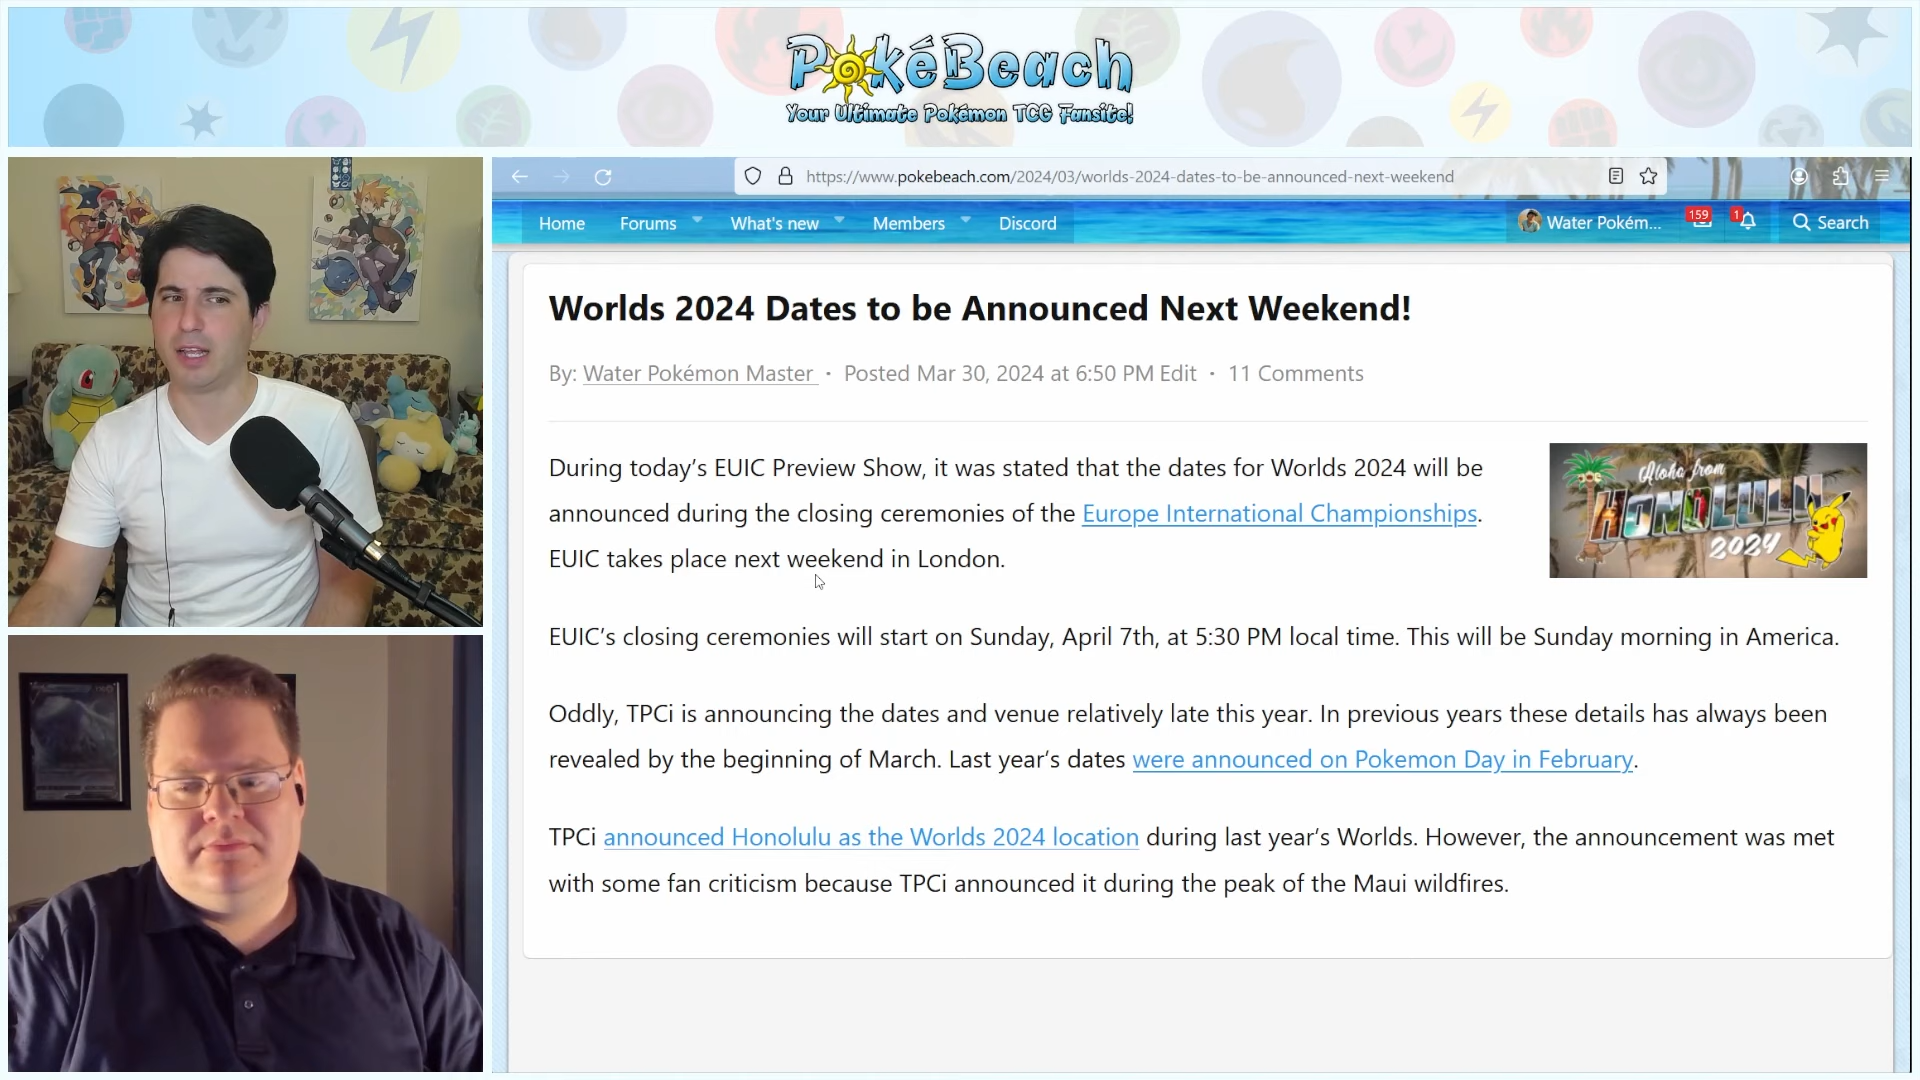 PokéBeach
Your Ultimate Pokémon TCG Fansite!
https://www.pokebeach.com/2024/03/worlds-2024-dates-to-be-announced-next-weekend
Home Forums What's new Members Discord Water Pokém... 159 1 Search
Worlds 2024 Dates to be Announced Next Weekend!
By: Water Pokémon Master · Posted Mar 30, 2024 at 6:50 PM Edit · 11 Comments
During today’s EUIC Preview Show, it was stated that the dates for Worlds 2024 will be
announced during the closing ceremonies of the Europe International Championships.
EUIC takes place next weekend in London.
Aloha from
HONOLULU
2024
EUIC’s closing ceremonies will start on Sunday, April 7th, at 5:30 PM local time. This will be Sunday morning in America.
Oddly, TPCi is announcing the dates and venue relatively late this year. In previous years these details has always been
revealed by the beginning of March. Last year’s dates were announced on Pokemon Day in February.
TPCi announced Honolulu as the Worlds 2024 location during last year’s Worlds. However, the announcement was met
with some fan criticism because TPCi announced it during the peak of the Maui wildfires.